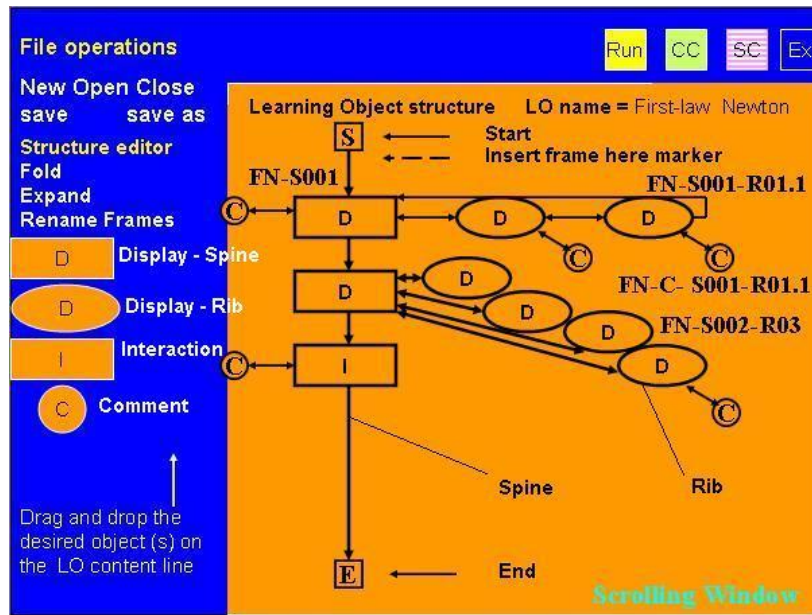 File operations
Run CC SC Ex
New Open Close
save save as
Learning Object structure LO name = First-law Newton
S Start
Insert frame here marker
Structure editor
Fold
Expand
Rename Frames
FN-S001 FN-S001-R01.1
C D D D
C C
D Display - Spine
D D
FN-C- S001-R01.1
D
D Display - Rib
D FN-S002-R03
D
I Interaction
C I
C
C Comment
Spine Rib
Drag and drop the
desired object (s) on
the LO content line
E End
Scrolling Window